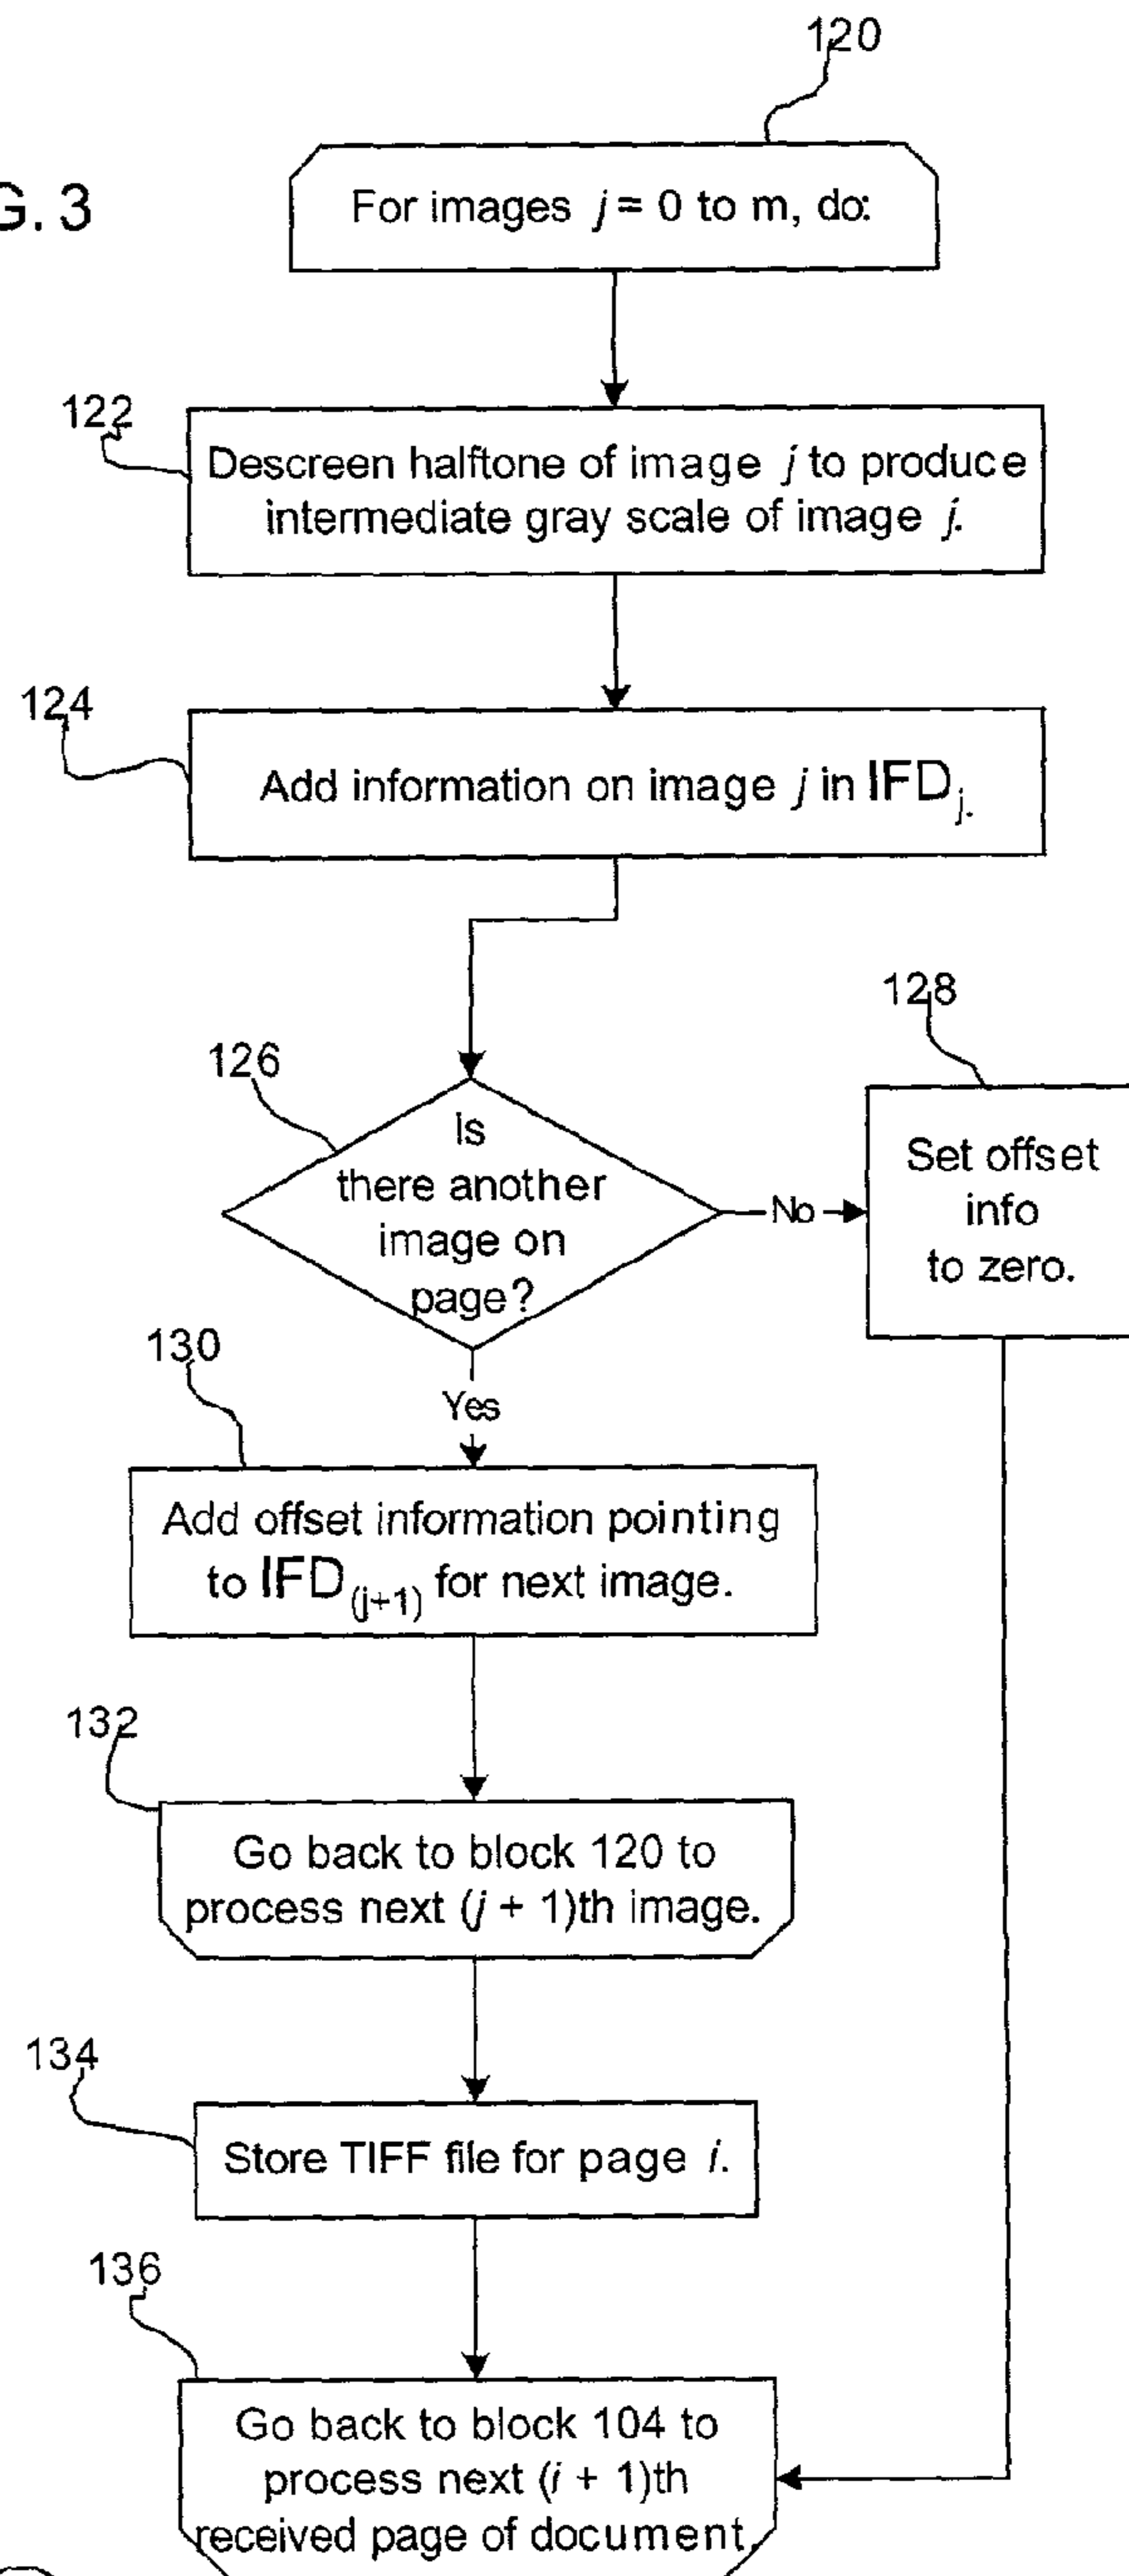 120
G. 3
For images j = 0 to m, do:
122
Descreen halftone of image j to produce
intermediate gray scale of image j.
124
Add information on image j in IFDj.
128
126
Is
there another
image on
page?
No
Set offset
info
to zero.
130
Yes
Add offset information pointing
to IFD(j+1) for next image.
132
Go back to block 120 to
process next (j + 1)th image.
134
Store TIFF file for page i.
136
Go back to block 104 to
process next (i + 1)th
received page of document.